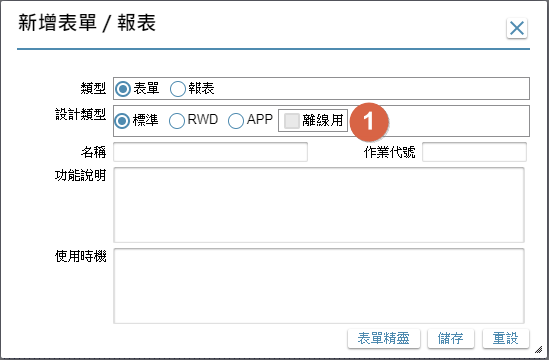 新增表單 / 報表
類型 表單 報表
設計類型 標準 RWD APP 離線用 1
名稱 作業代號
功能說明
使用時機
表單精靈 儲存 重設